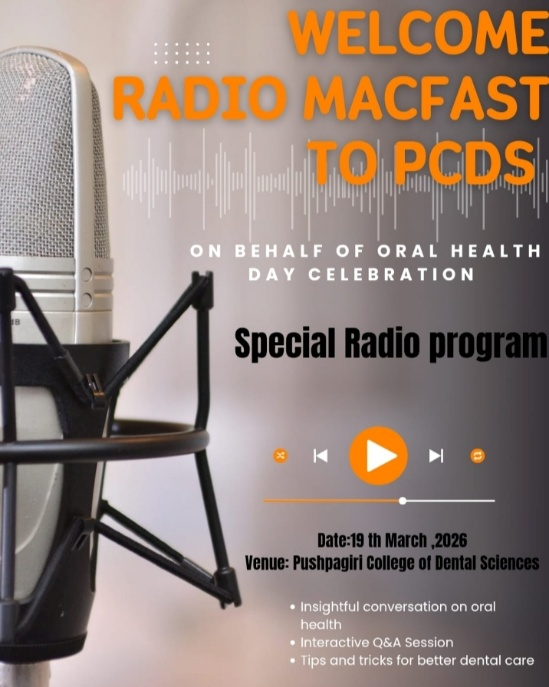 WELCOME
RADIO MACFAST
TO PCDS
ON BEHALF OF ORAL HEALTH
DAY CELEBRATION
Special Radio program
Date:19 th March ,2026
Venue: Pushpagiri College of Dental Sciences
• Insightful conversation on oral
health
• Interactive Q&A Session
• Tips and tricks for better dental care